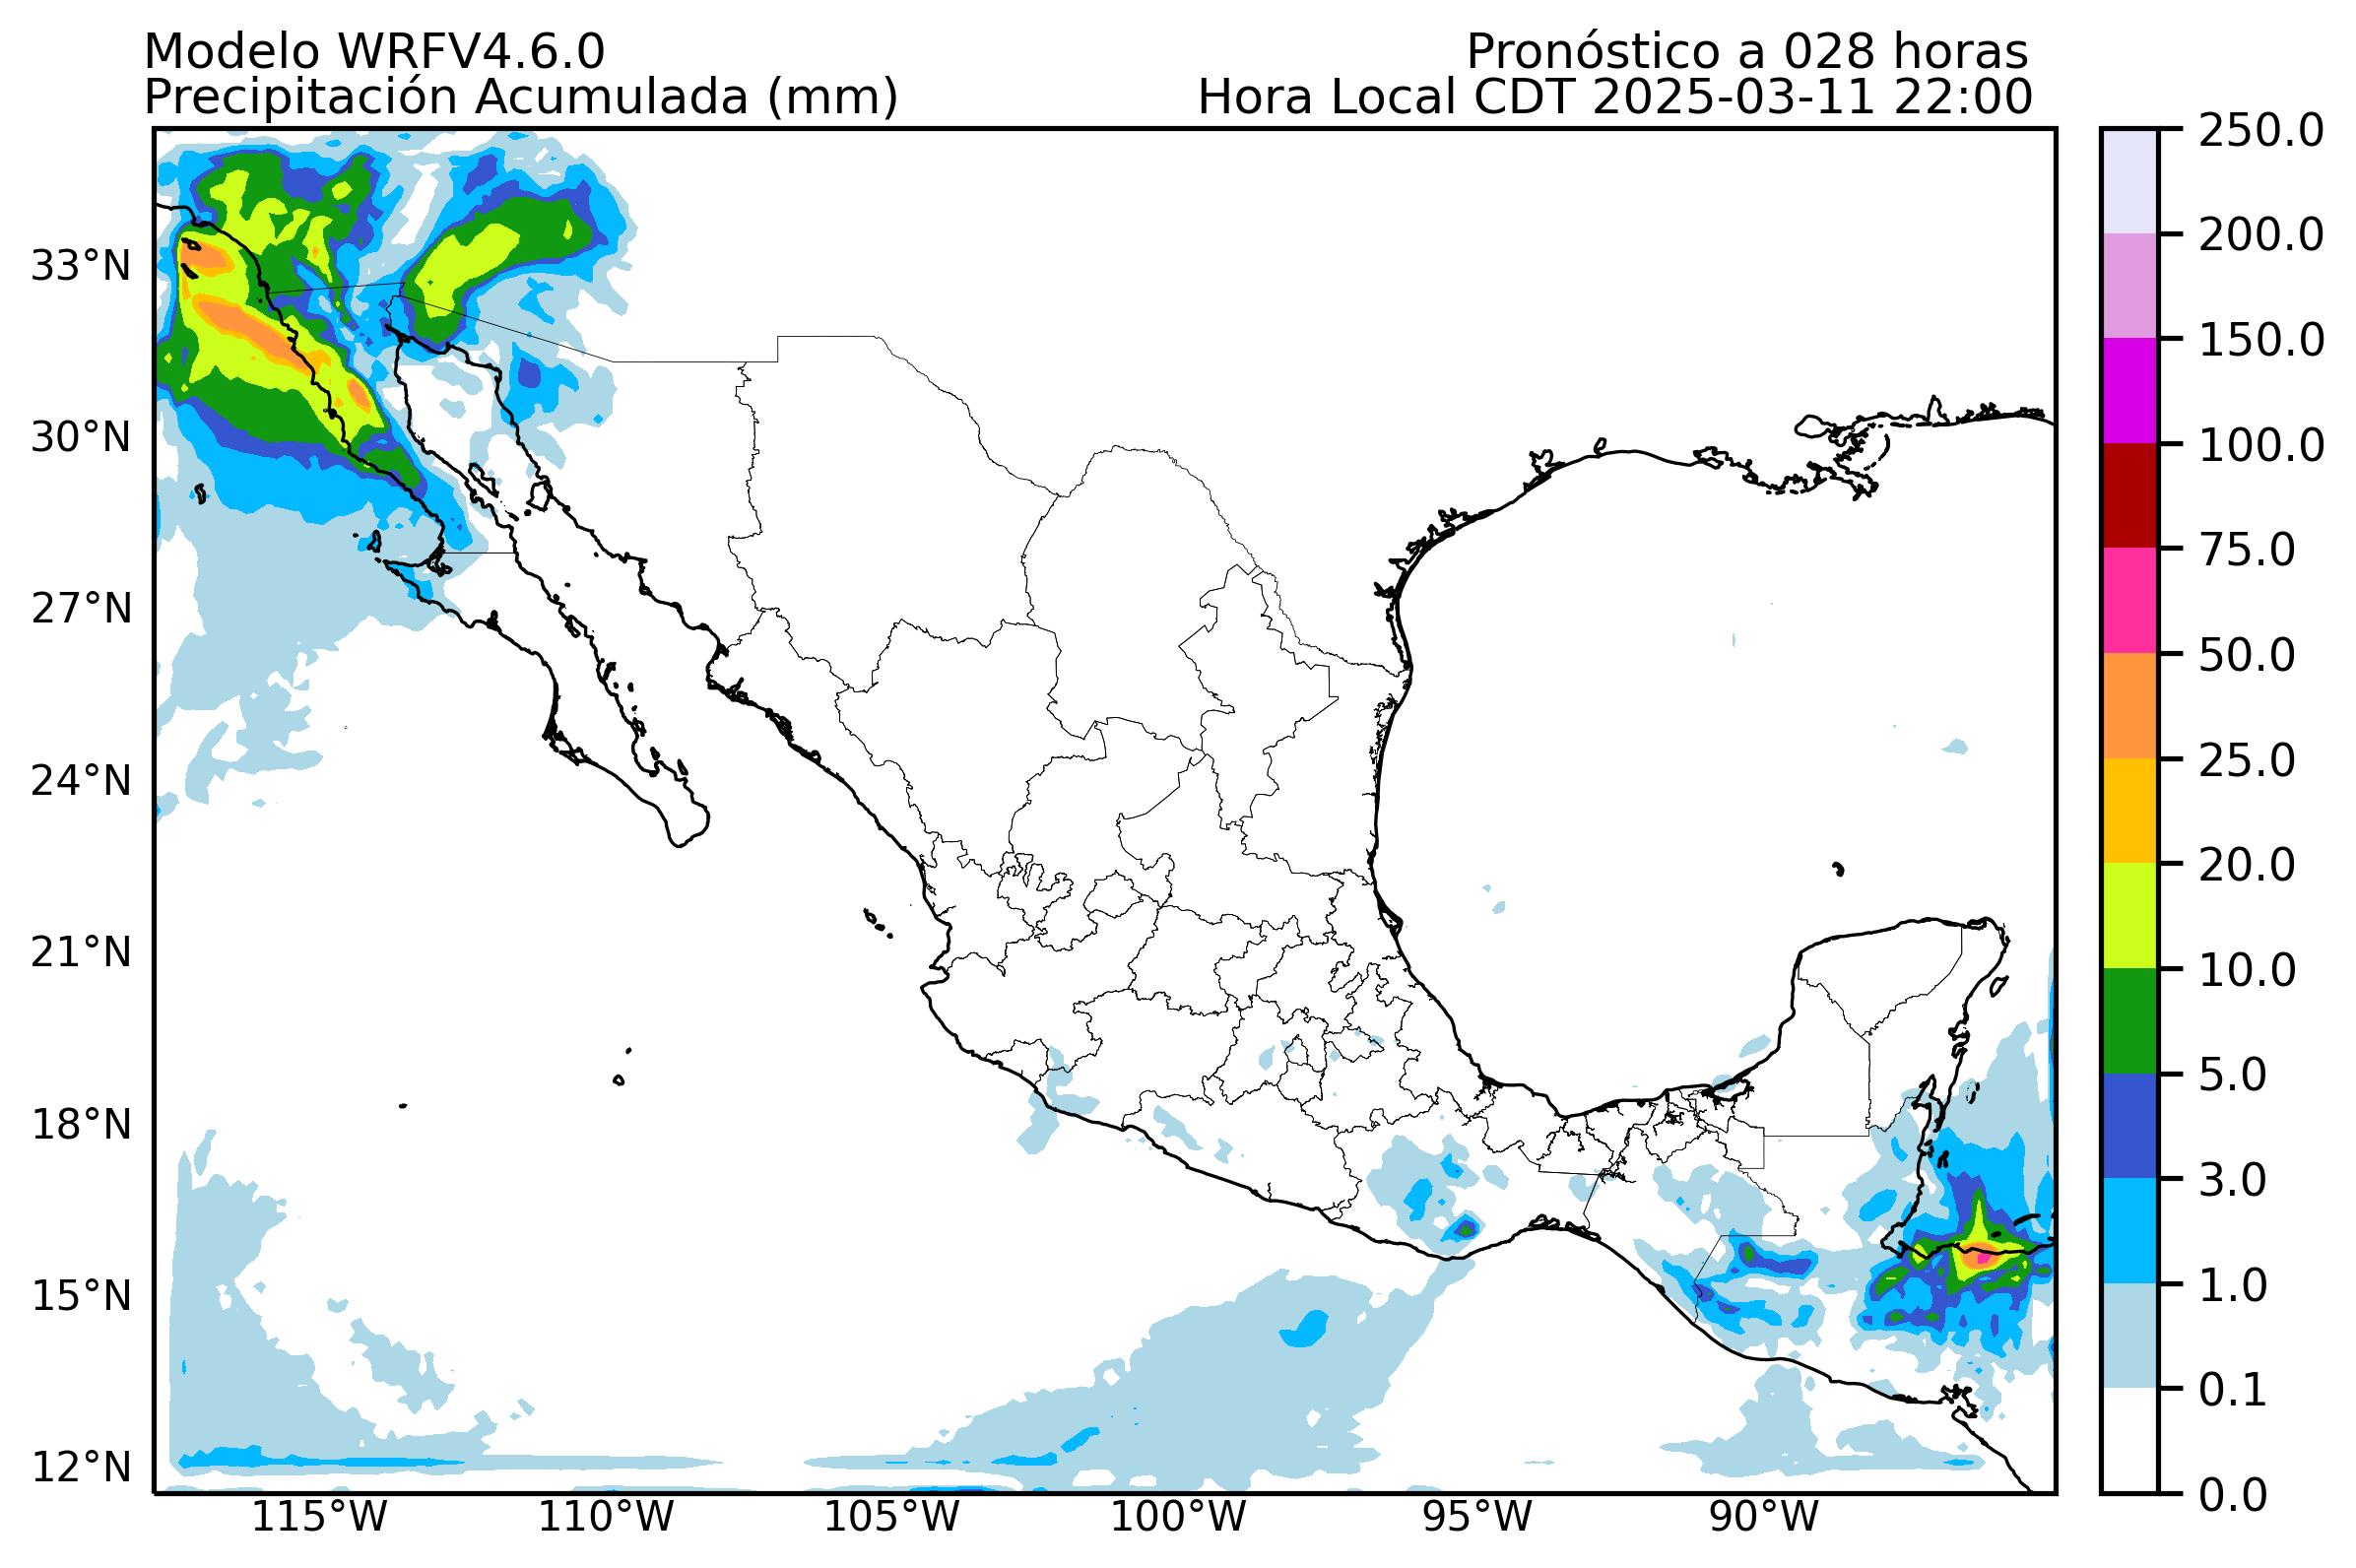 Modelo WRFV4.6.0
Pronóstico a 028 horas
Precipitación Acumulada (mm)
Hora Local CDT 2025-03-11 22:00
33°N
30°N
27°N
24°N
21°N
18°N
15°N
12°N
115°W
110°W
105°W
100°W
95°W
90°W
250.0
200.0
150.0
100.0
75.0
50.0
25.0
20.0
10.0
5.0
3.0
1.0
0.1
0.0